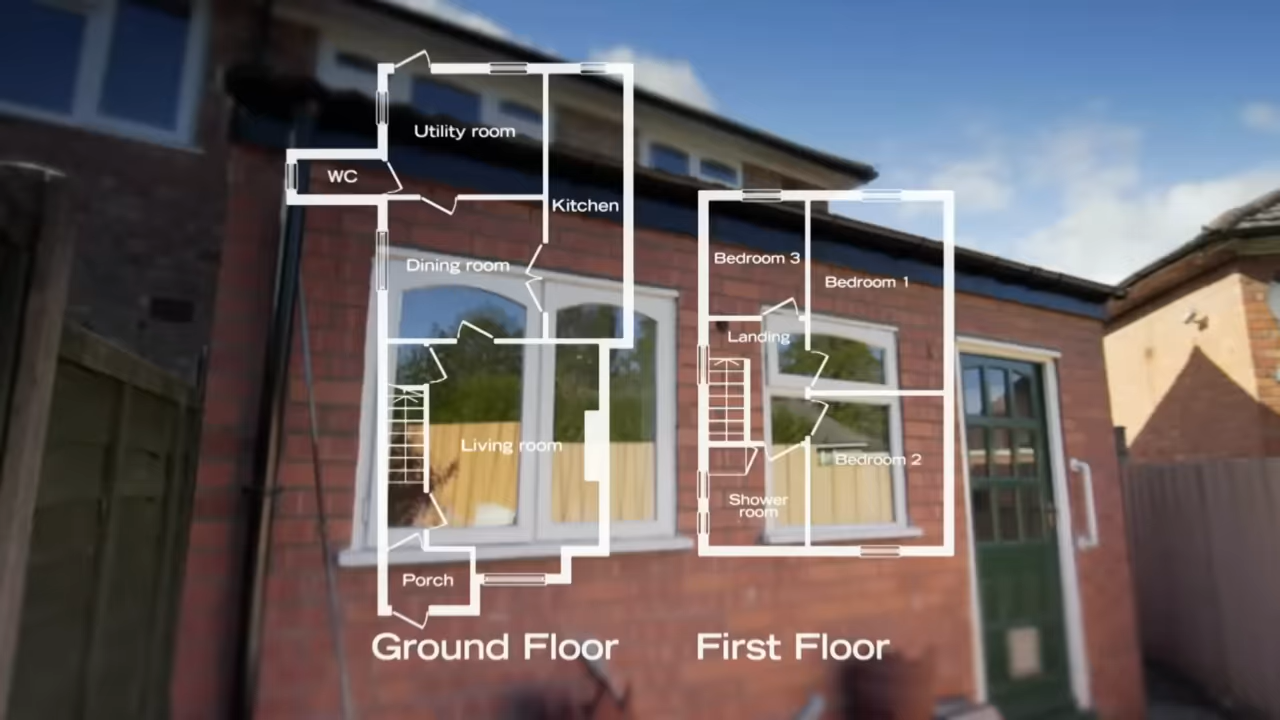 Utility room
WC
Kitchen
Dining room
Living room
Porch
Ground Floor
Bedroom 3
Bedroom 1
Landing
Bedroom 2
Shower
room
First Floor